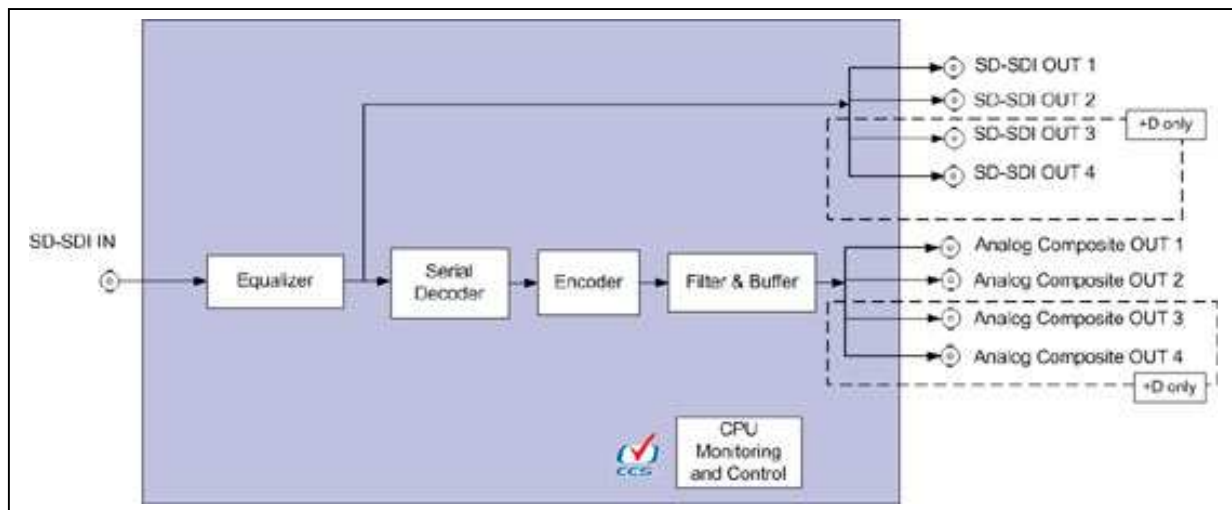 SD-SDI OUT 1
SD-SDI OUT 2
+D only
SD-SDI OUT 3
SD-SDI OUT 4
SD-SDI IN
Equalizer
Serial
Decoder
Encoder
Filter & Buffer
Analog Composite OUT 1
Analog Composite OUT 2
Analog Composite OUT 3
Analog Composite OUT 4
+D only
CCS
CPU
Monitoring
and Control